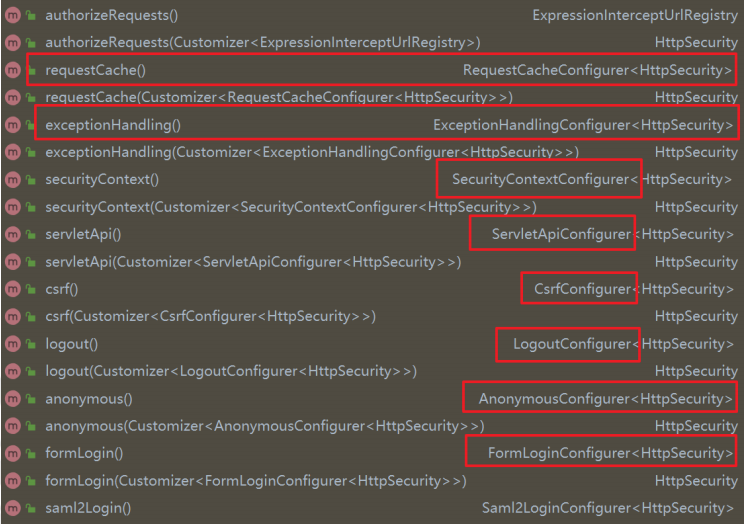 authorizeRequests() ExpressionInterceptUrlRegistry
authorizeRequests(Customizer<ExpressionInterceptUrlRegistry>) HttpSecurity
requestCache() RequestCacheConfigurer<HttpSecurity>
requestCache(Customizer<RequestCacheConfigurer<HttpSecurity>>) HttpSecurity
exceptionHandling() ExceptionHandlingConfigurer<HttpSecurity>
exceptionHandling(Customizer<ExceptionHandlingConfigurer<HttpSecurity>>) HttpSecurity
securityContext() SecurityContextConfigurer<HttpSecurity>
securityContext(Customizer<SecurityContextConfigurer<HttpSecurity>>) HttpSecurity
servletApi() ServletApiConfigurer<HttpSecurity>
servletApi(Customizer<ServletApiConfigurer<HttpSecurity>>) HttpSecurity
csrf() CsrfConfigurer<HttpSecurity>
csrf(Customizer<CsrfConfigurer<HttpSecurity>>) HttpSecurity
logout() LogoutConfigurer<HttpSecurity>
logout(Customizer<LogoutConfigurer<HttpSecurity>>) HttpSecurity
anonymous() AnonymousConfigurer<HttpSecurity>
anonymous(Customizer<AnonymousConfigurer<HttpSecurity>>) HttpSecurity
formLogin() FormLoginConfigurer<HttpSecurity>
formLogin(Customizer<FormLoginConfigurer<HttpSecurity>>) HttpSecurity
saml2Login() Saml2LoginConfigurer<HttpSecurity>